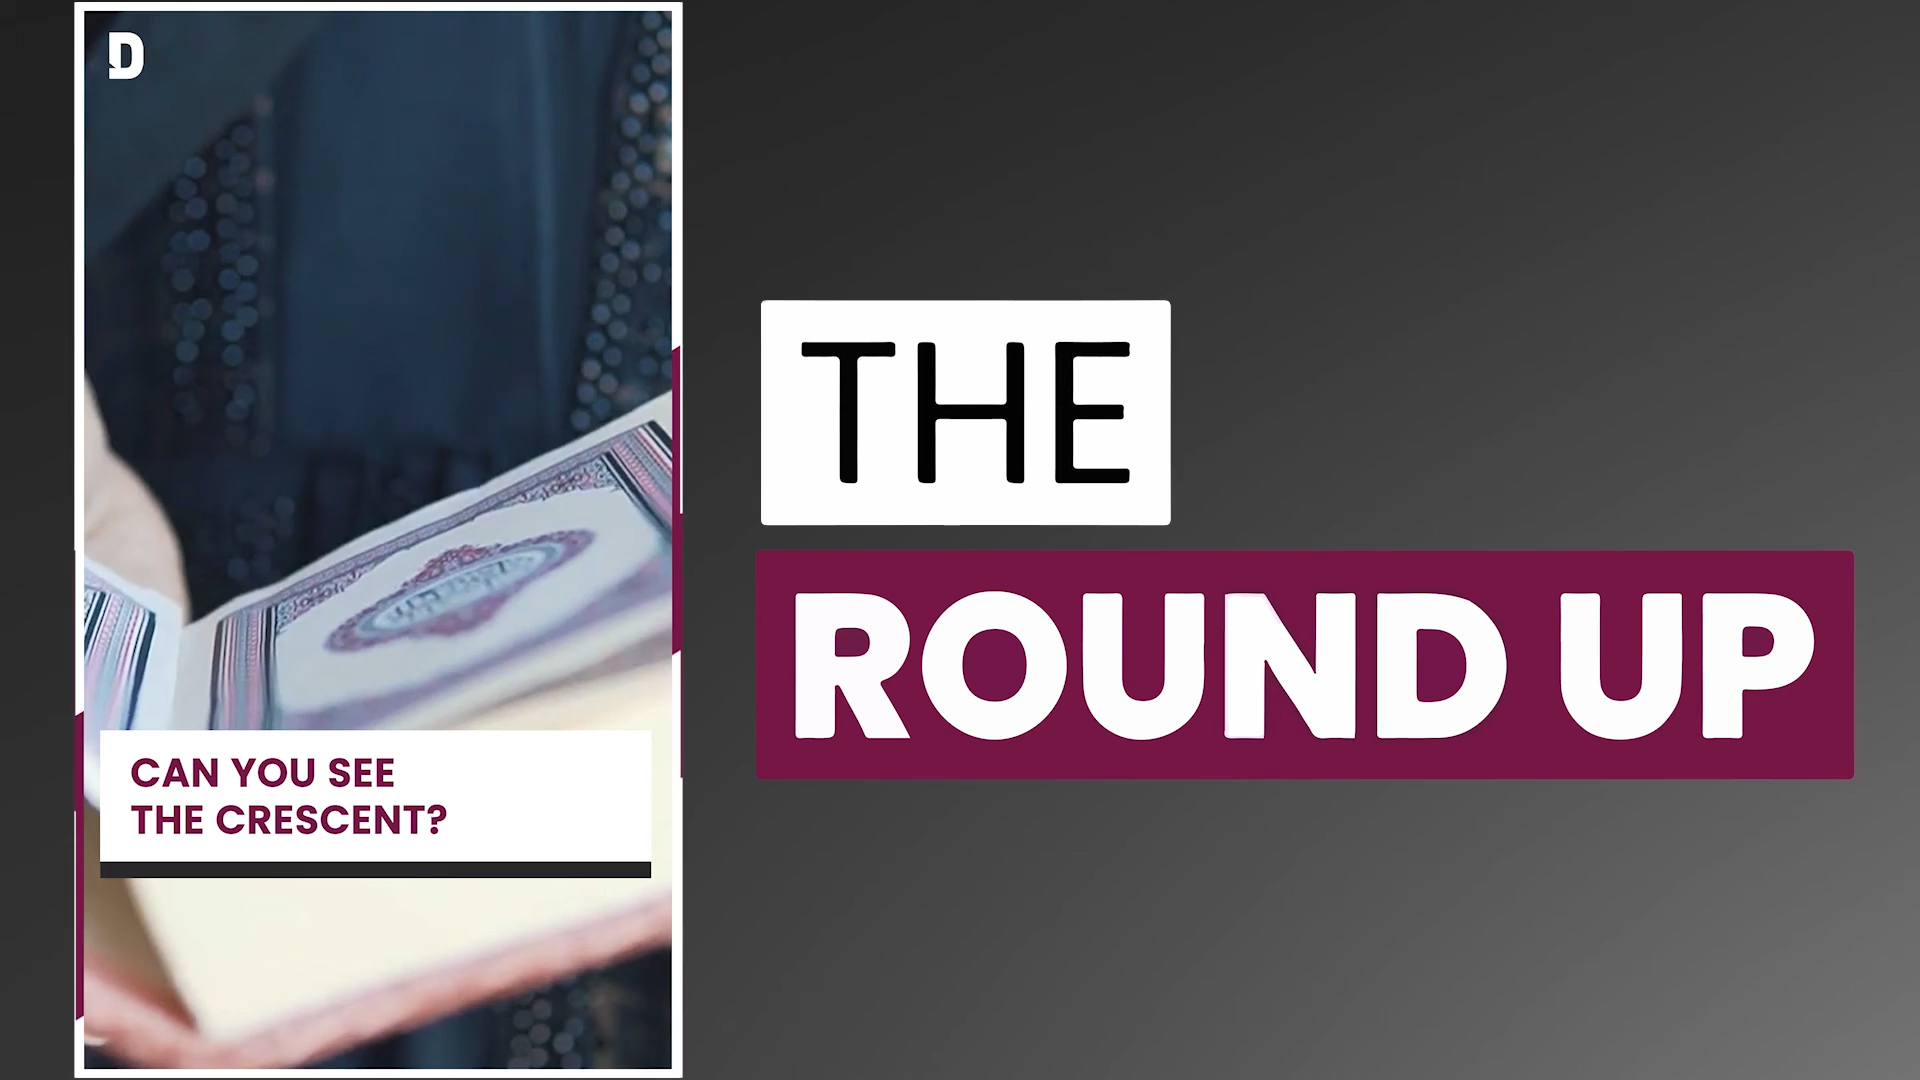 D
CAN YOU SEE
THE CRESCENT?
THE
ROUND UP